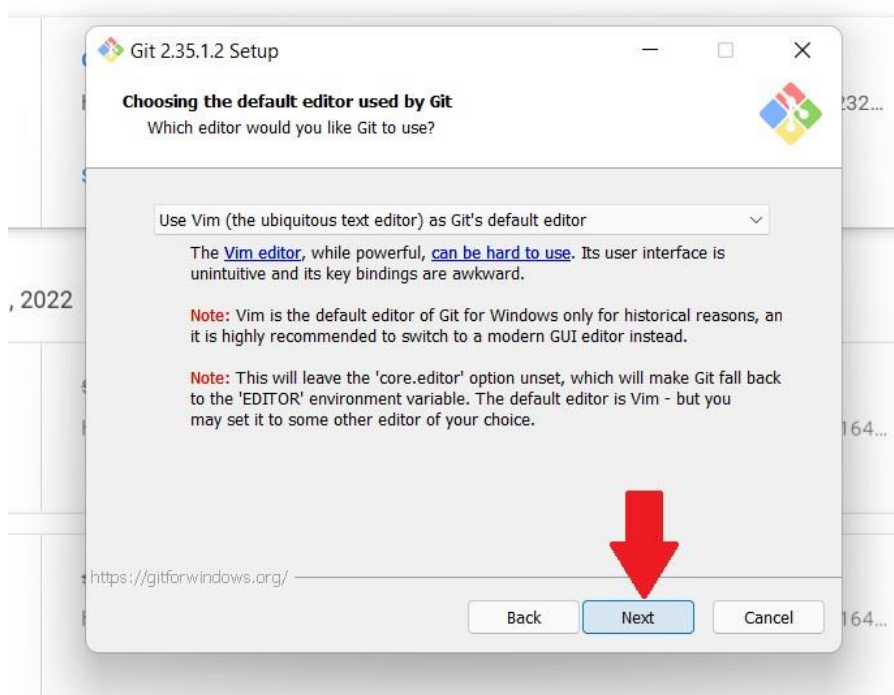 Git 2.35.1.2 Setup
Choosing the default editor used by Git
Which editor would you like Git to use?
232...
Use Vim (the ubiquitous text editor) as Git's default editor
The Vim editor, while powerful, can be hard to use. Its user interface is
unintuitive and its key bindings are awkward.
, 2022
Note: Vim is the default editor of Git for Windows only for historical reasons, an
it is highly recommended to switch to a modern GUI editor instead.
Note: This will leave the 'core.editor' option unset, which will make Git fall back
to the 'EDITOR' environment variable. The default editor is Vim - but you
may set it to some other editor of your choice.
164...
https://gitforwindows.org/
Back Next Cancel
164...